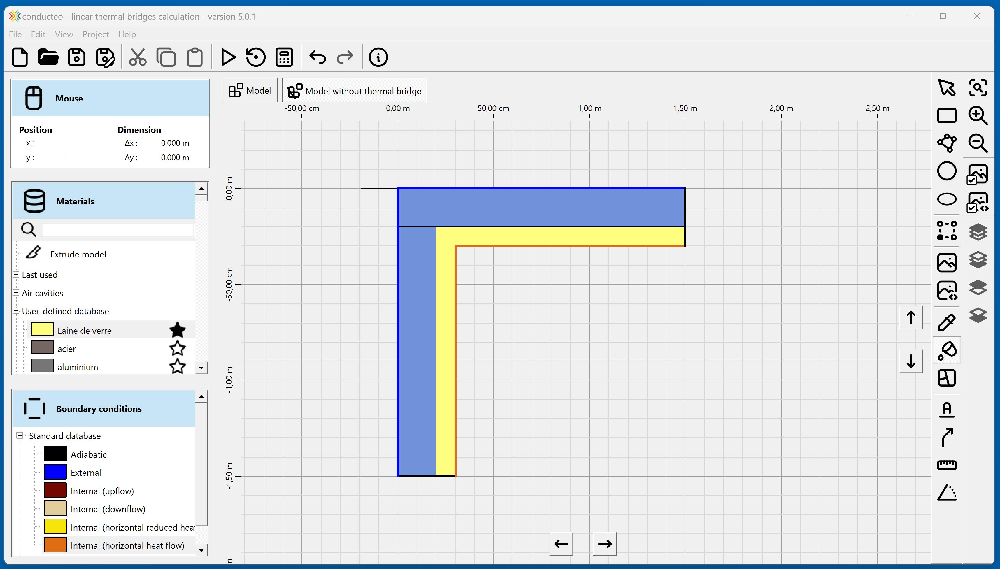 conducteo - linear thermal bridges calculation - version 5.0.1
File Edit View Project Help
Mouse
Position Dimension
x : - Δx : 0,000 m
y : - Δy : 0,000 m
Materials
Extrude model
Last used
Air cavities
User-defined database
Laine de verre
acier
aluminium
Boundary conditions
Standard database
Adiabatic
External
Internal (upflow)
Internal (downflow)
Internal (horizontal reduced heat
Internal (horizontal heat flow)
Model Model without thermal bridge
-50,00 cm 0,00 m 50,00 cm 1,00 m 1,50 m 2,00 m 2,50 m
0,00 m
-50,00 cm
-1,00 m
-1,50 m
m
A